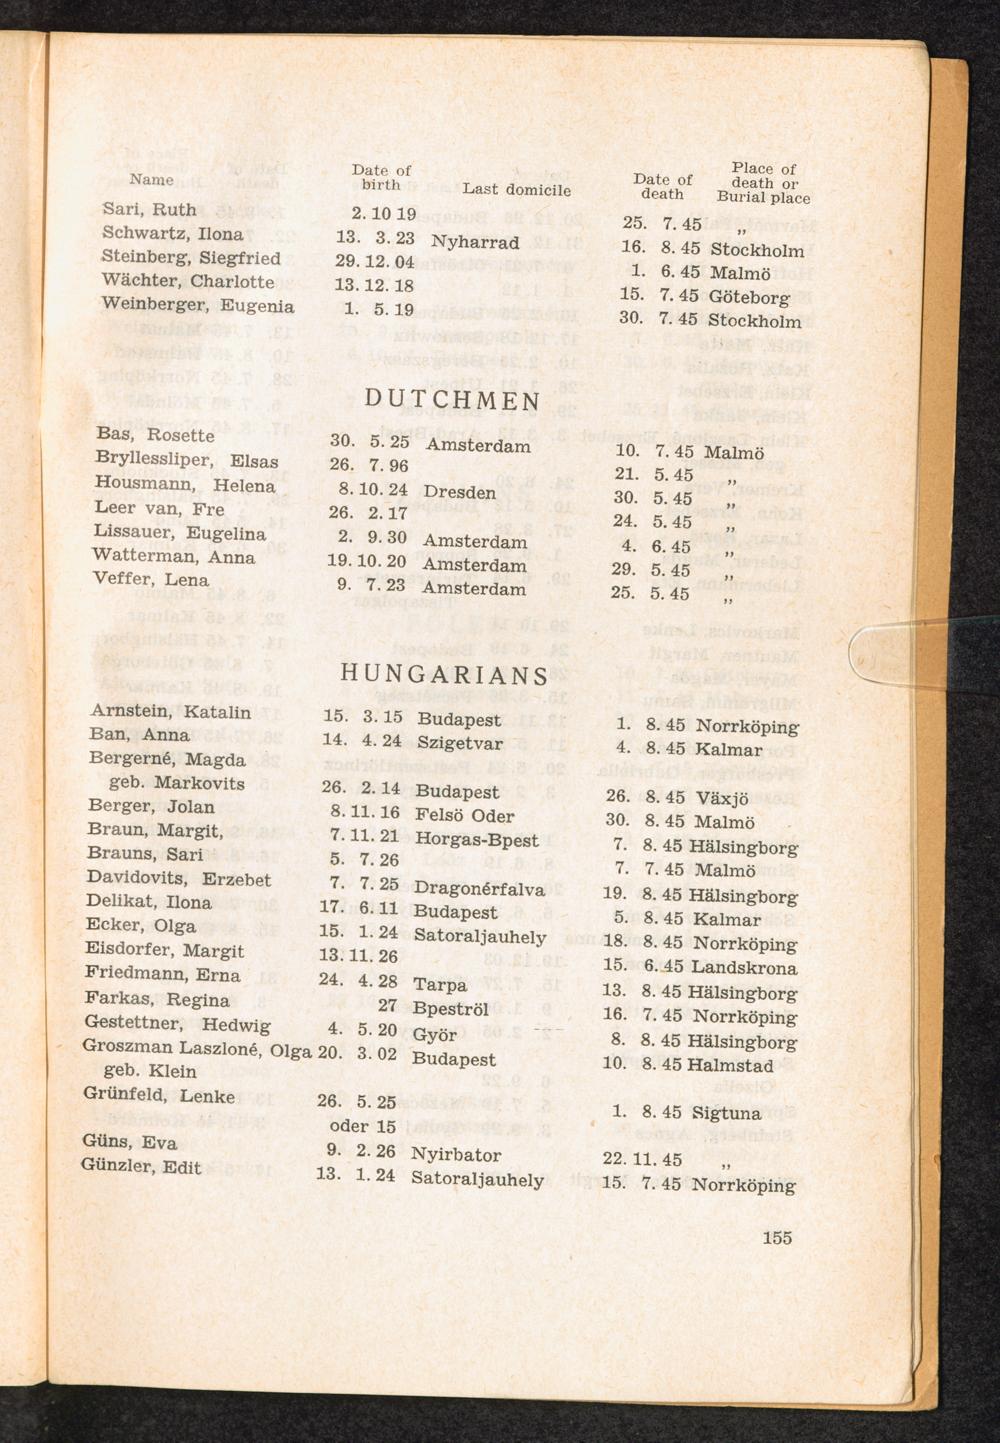 Name Date of birth Last domicile Date of death Place of death or Burial place
Sari, Ruth 2. 10 19 25. 7. 45 „
Schwartz, Ilona 13. 3. 23 Nyharrad 16. 8. 45 Stockholm
Steinberg, Siegfried 29. 12. 04 1. 6. 45 Malmö
Wächter, Charlotte 13. 12. 18 15. 7. 45 Göteborg
Weinberger, Eugenia 1. 5. 19 30. 7. 45 Stockholm
DUTCHMEN
Bas, Rosette 30. 5. 25 Amsterdam 10. 7. 45 Malmö
Bryllessliper, Elsas 26. 7. 96 21. 5. 45 „
Housmann, Helena 8. 10. 24 Dresden 30. 5. 45 „
Leer van, Fre 26. 2. 17 24. 5. 45 „
Lissauer, Eugelina 2. 9. 30 Amsterdam 4. 6. 45 „
Watterman, Anna 19. 10. 20 Amsterdam 29. 5. 45 „
Veffer, Lena 9. 7. 23 Amsterdam 25. 5. 45 „
HUNGARIANS
Arnstein, Katalin 15. 3. 15 Budapest 1. 8. 45 Norrköping
Ban, Anna 14. 4. 24 Szigetvar 4. 8. 45 Kalmar
Bergerné, Magda
geb. Markovits 26. 2. 14 Budapest 26. 8. 45 Växjö
Berger, Jolan 8. 11. 16 Felsö Oder 30. 8. 45 Malmö
Braun, Margit, 7. 11. 21 Horgas-Bpest 7. 8. 45 Hälsingborg
Brauns, Sari 5. 7. 26 7. 7. 45 Malmö
Davidovits, Erzebet 7. 7. 25 Dragonérfalva 19. 8. 45 Hälsingborg
Delikat, Ilona 17. 6. 11 Budapest 5. 8. 45 Kalmar
Ecker, Olga 15. 1. 24 Satoraljauhely 18. 8. 45 Norrköping
Eisdorfer, Margit 13. 11. 26 15. 6. 45 Landskrona
Friedmann, Erna 24. 4. 28 Tarpa 13. 8. 45 Hälsingborg
Farkas, Regina 27 Bpeströl 16. 7. 45 Norrköping
Gestettner, Hedwig 4. 5. 20 Györ 8. 8. 45 Hälsingborg
Groszman Laszloné, Olga 20. 3. 02 Budapest 10. 8. 45 Halmstad
geb. Klein
Grünfeld, Lenke 26. 5. 25 1. 8. 45 Sigtuna
oder 15
Güns, Eva 9. 2. 26 Nyirbator 22. 11. 45 „
Günzler, Edit 13. 1. 24 Satoraljauhely 15. 7. 45 Norrköping
155